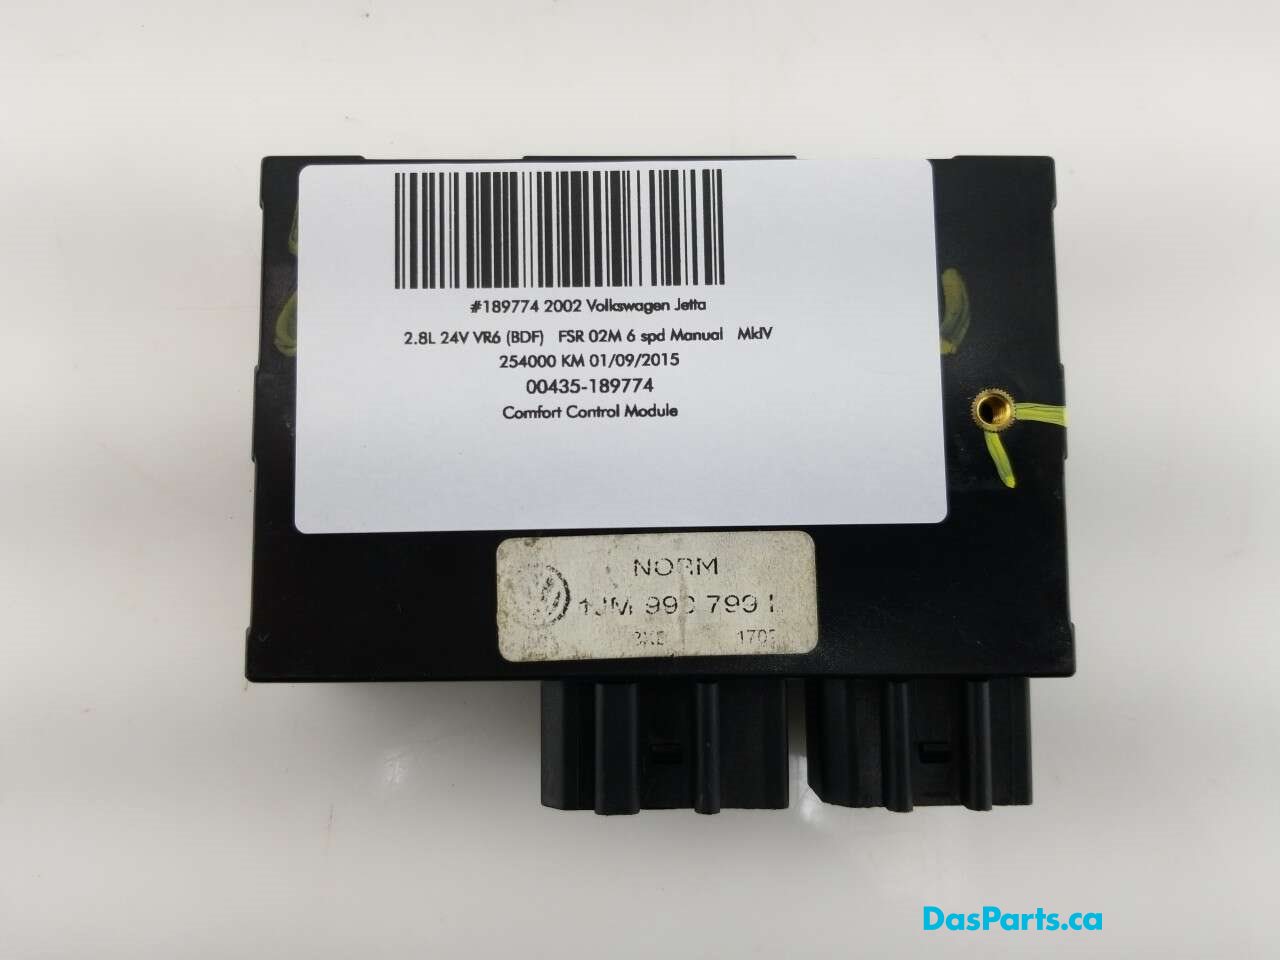 #189774 2002 Volkswagen Jetta
2.8L 24V VR6 (BDF) FSR 02M 6 spd Manual MkIV
254000 KM 01/09/2015
00435-189774
Comfort Control Module
NORM
DasParts.ca